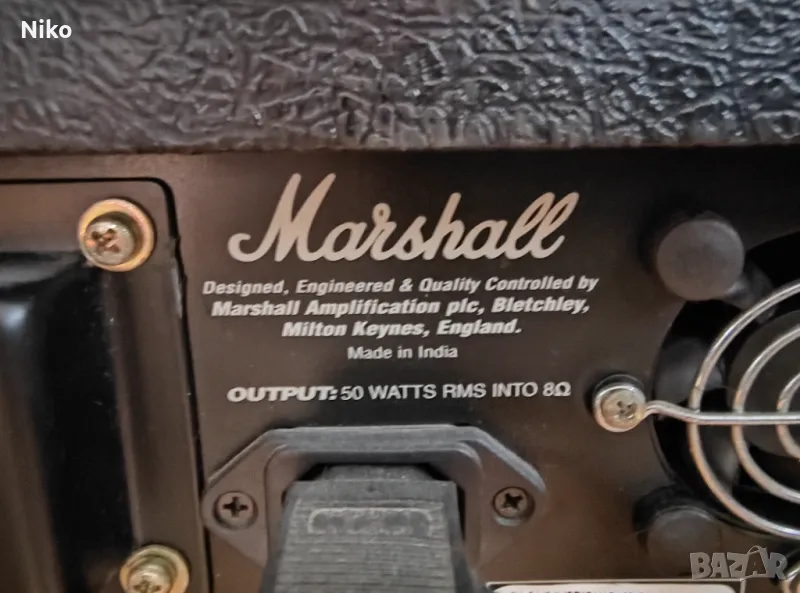 Niko
Marshall
Designed, Engineered & Quality Controlled by
Marshall Amplification plc, Bletchley,
Milton Keynes, England.
Made in India
OUTPUT: 50 WATTS RMS INTO 8Ω
BAZAR